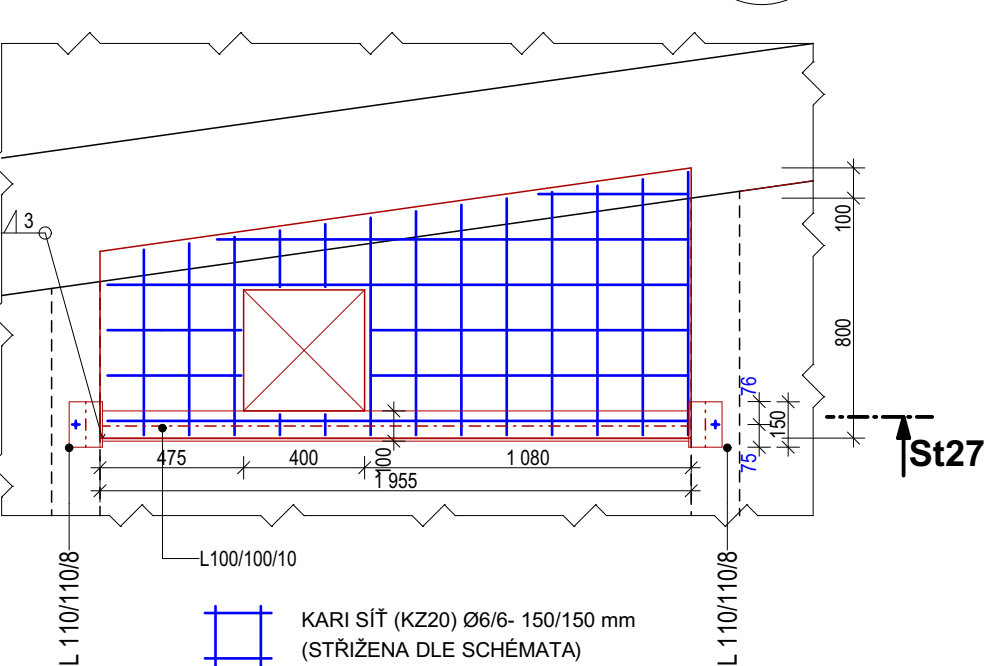 3
100
800
76
150
75
St27
475
400
100
1 080
1 955
L100/100/10
L 110/110/8
L 110/110/8
KARI SÍŤ (KZ20) Ø6/6- 150/150 mm
(STŘIŽENA DLE SCHÉMATA)